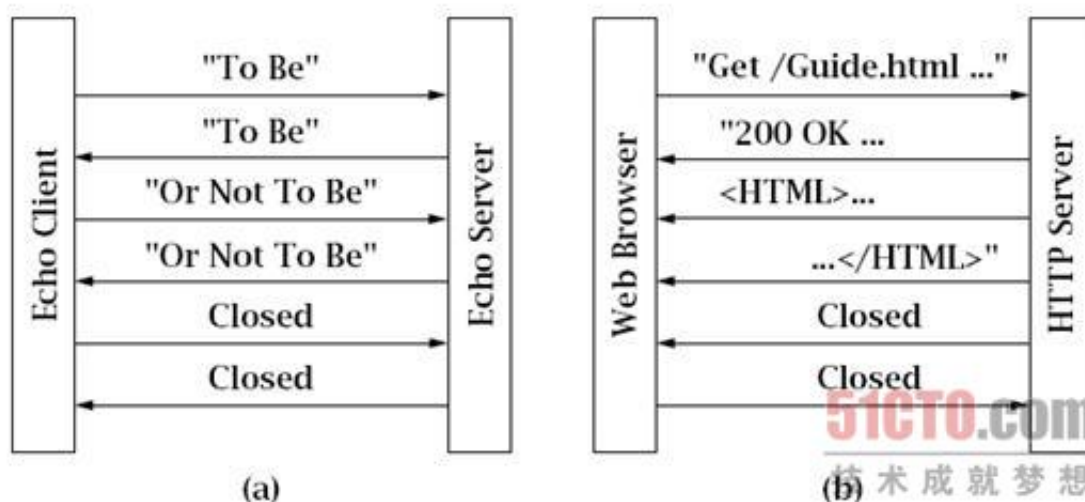 Echo Client
"To Be"
"To Be"
"Or Not To Be"
"Or Not To Be"
Closed
Closed
Echo Server
(a)
Web Browser
"Get /Guide.html ..."
"200 OK ...
<HTML>...
...</HTML>"
Closed
Closed
HTTP Server
(b)
51CTO.com
技术成就梦想